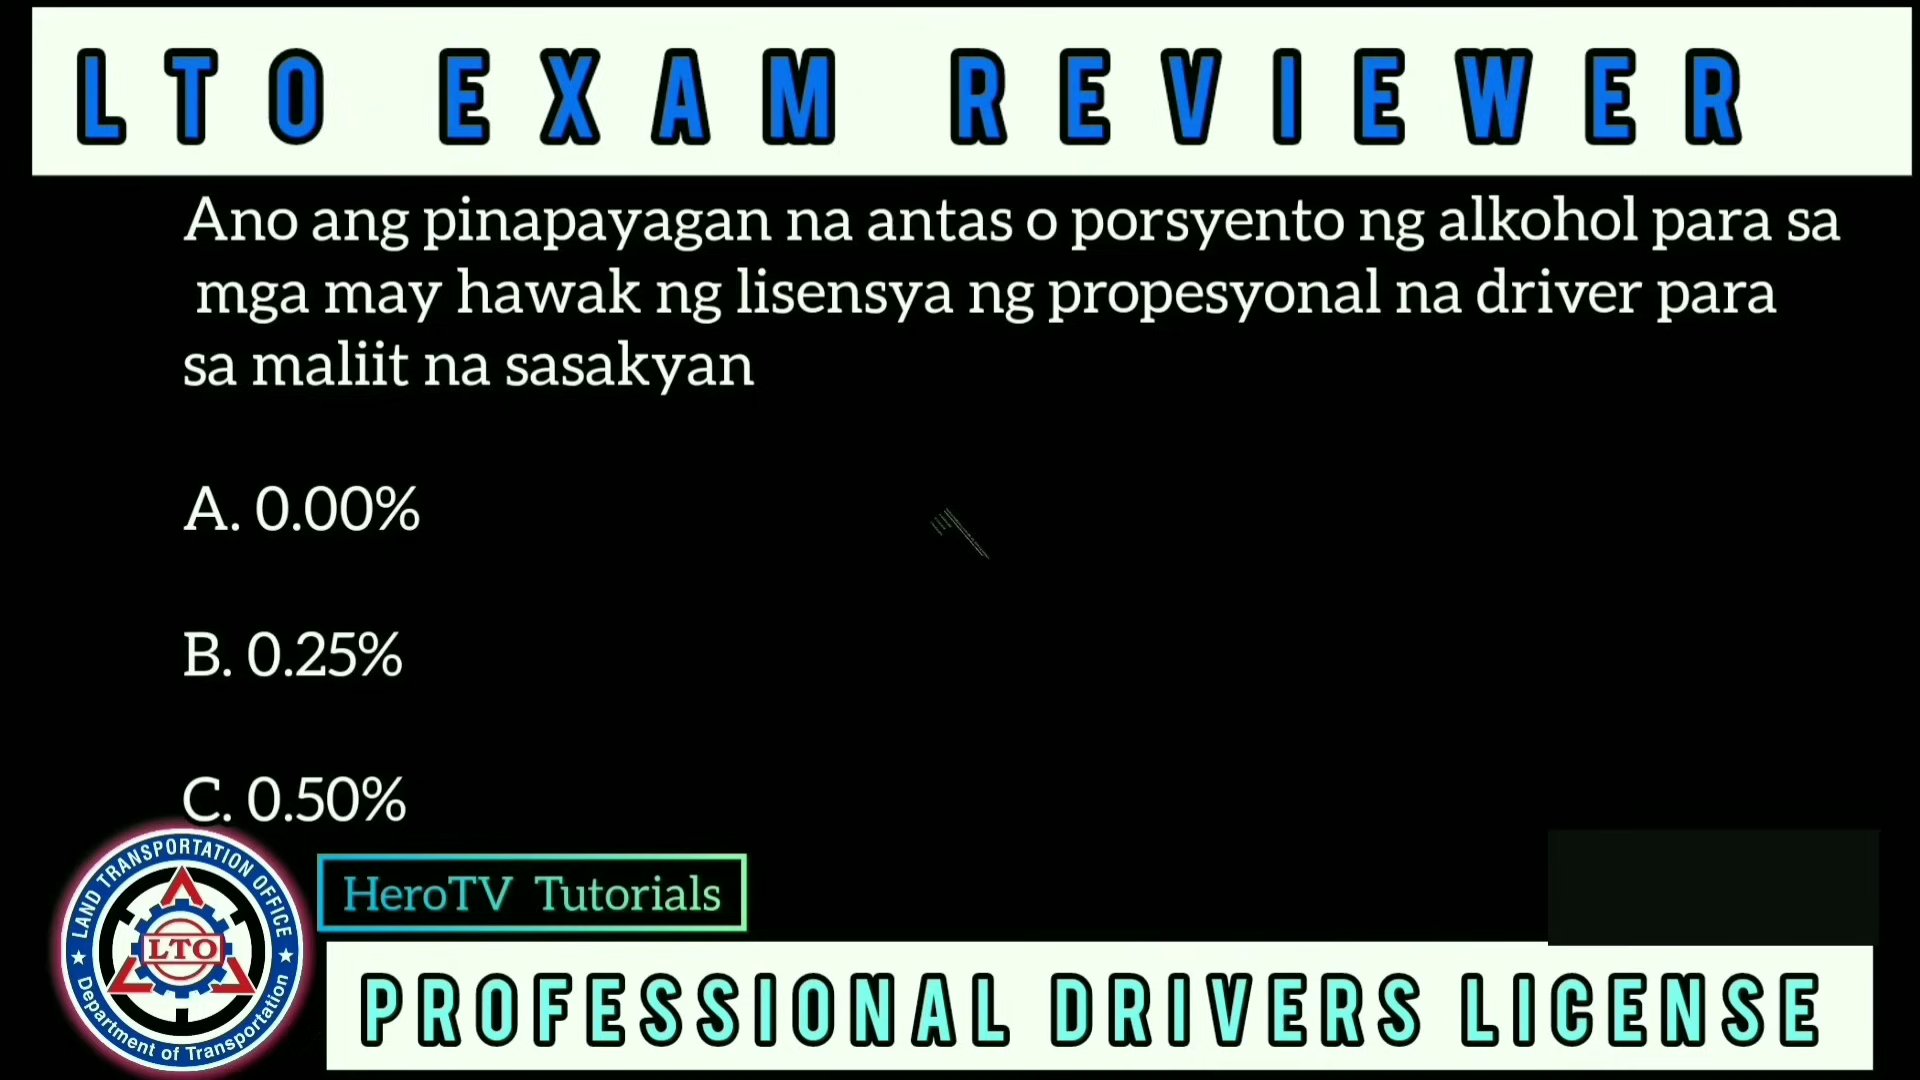 LTO EXAM REVIEWER
Ano ang pinapayagan na antas o porsyento ng alkohol para sa
mga may hawak ng lisensya ng propesyonal na driver para
sa maliit na sasakyan
A. 0.00%
B. 0.25%
C. 0.50%
HeroTV Tutorials
LAND TRANSPORTATION OFFICE
LTO
Department of Transportation
PROFESSIONAL DRIVERS LICENSE